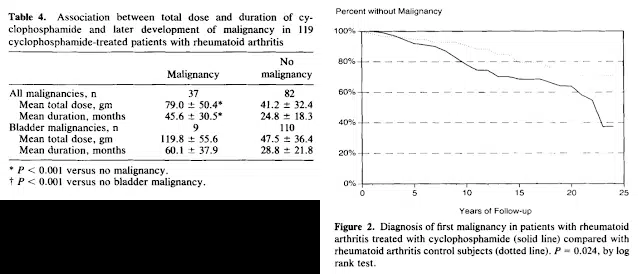 Table 4. Association between total dose and duration of cy-
clophosphamide and later development of malignancy in 119
cyclophosphamide-treated patients with rheumatoid arthritis
No
Malignancy malignancy
All malignancies, n 37 82
Mean total dose, gm 79.0 ± 50.4* 41.2 ± 32.4
Mean duration, months 45.6 ± 30.5* 24.8 ± 18.3
Bladder malignancies, n 9 110
Mean total dose, gm 119.8 ± 55.6 47.5 ± 36.4
Mean duration, months 60.1 ± 37.9 28.8 ± 21.8
* P < 0.001 versus no malignancy.
† P < 0.001 versus no bladder malignancy.
Percent without Malignancy
100%
80%
60%
40%
20%
0%
0 5 10 15 20 25
Years of Follow-up
Figure 2. Diagnosis of first malignancy in patients with rheumatoid
arthritis treated with cyclophosphamide (solid line) compared with
rheumatoid arthritis control subjects (dotted line). P = 0.024, by log
rank test.